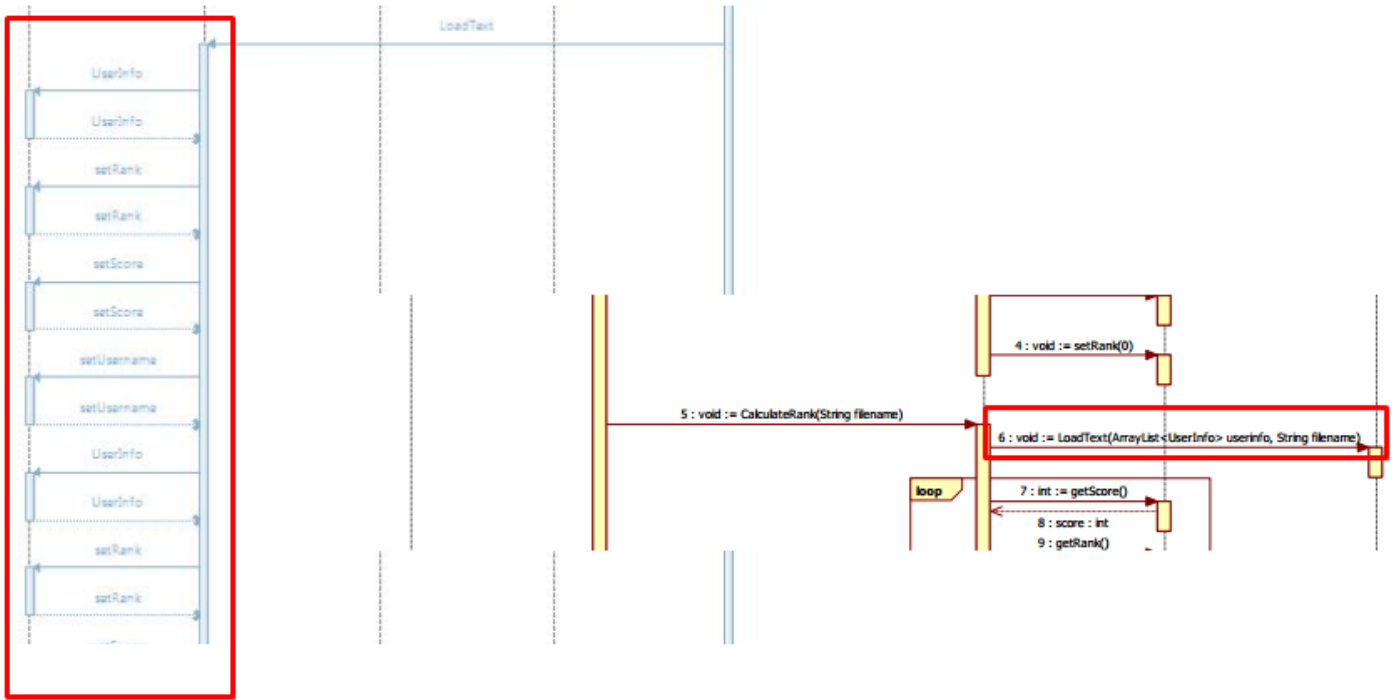 LoadText
UserInfo
UserInfo
setRank
setRank
setScore
setScore
setUsername
setUsername
UserInfo
UserInfo
setRank
setRank
4 : void := setRank(0)
5 : void := CalculateRank(String filename)
6 : void := LoadText(ArrayList<UserInfo> userinfo, String filename)
loop
7 : int := getScore()
8 : score : int
9 : getRank()